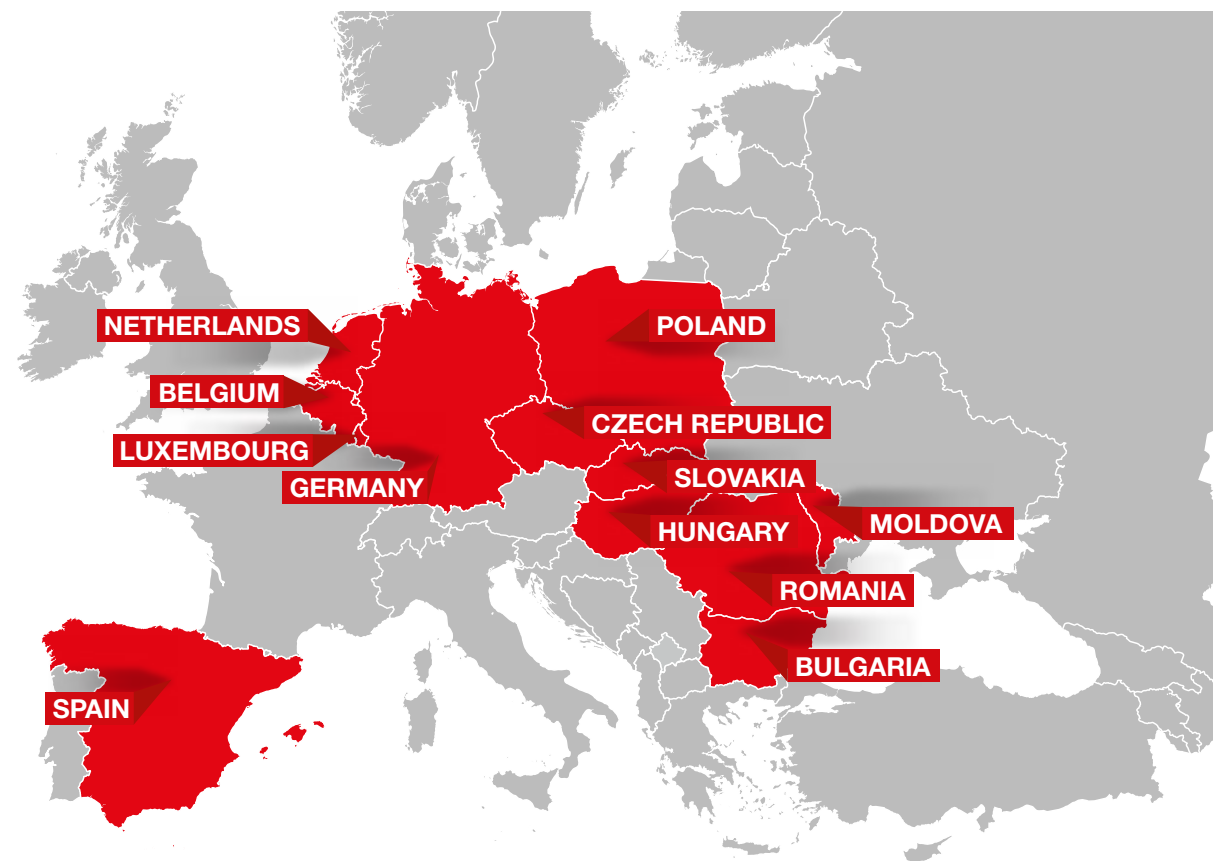 NETHERLANDS
POLAND
BELGIUM
CZECH REPUBLIC
LUXEMBOURG
SLOVAKIA
GERMANY
MOLDOVA
HUNGARY
ROMANIA
BULGARIA
SPAIN